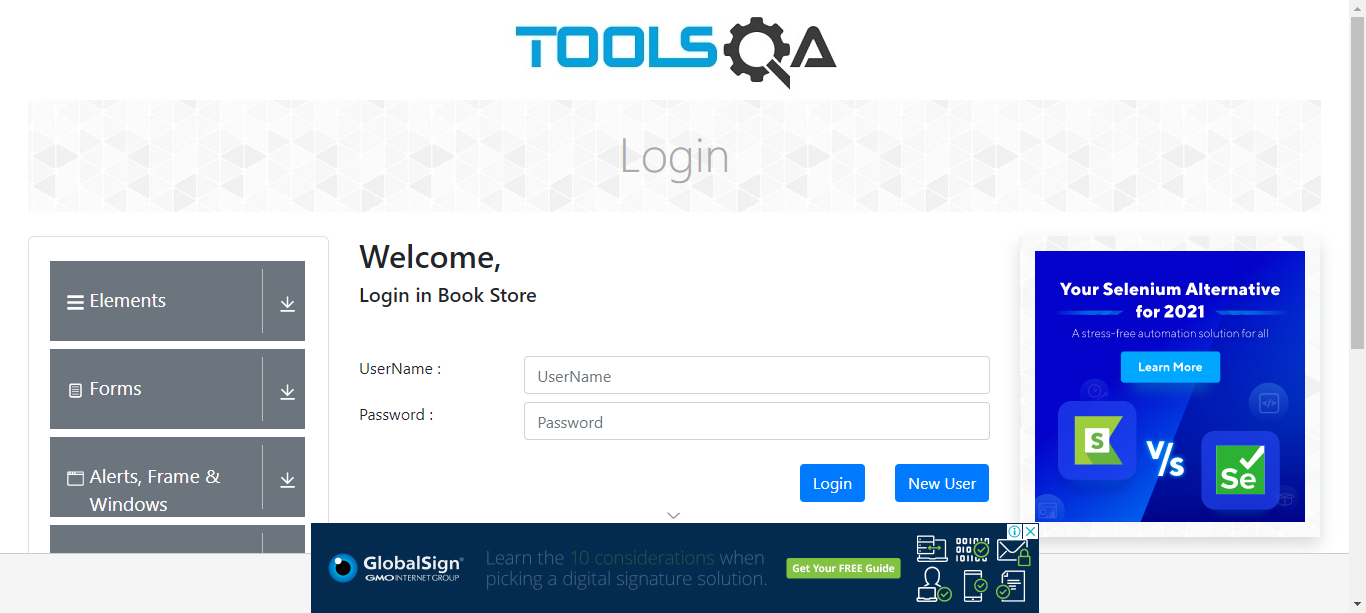 TOOLSQA
Login
Elements
Forms
Alerts, Frame &
Windows
Welcome,
Login in Book Store
UserName :
UserName
Password :
Password
Login
New User
Your Selenium Alternative
for 2021
A stress-free automation solution for all
Learn More
S
V/s
Se
GlobalSign
GMO INTERNET GROUP
Learn the 10 considerations when
picking a digital signature solution.
Get Your FREE Guide